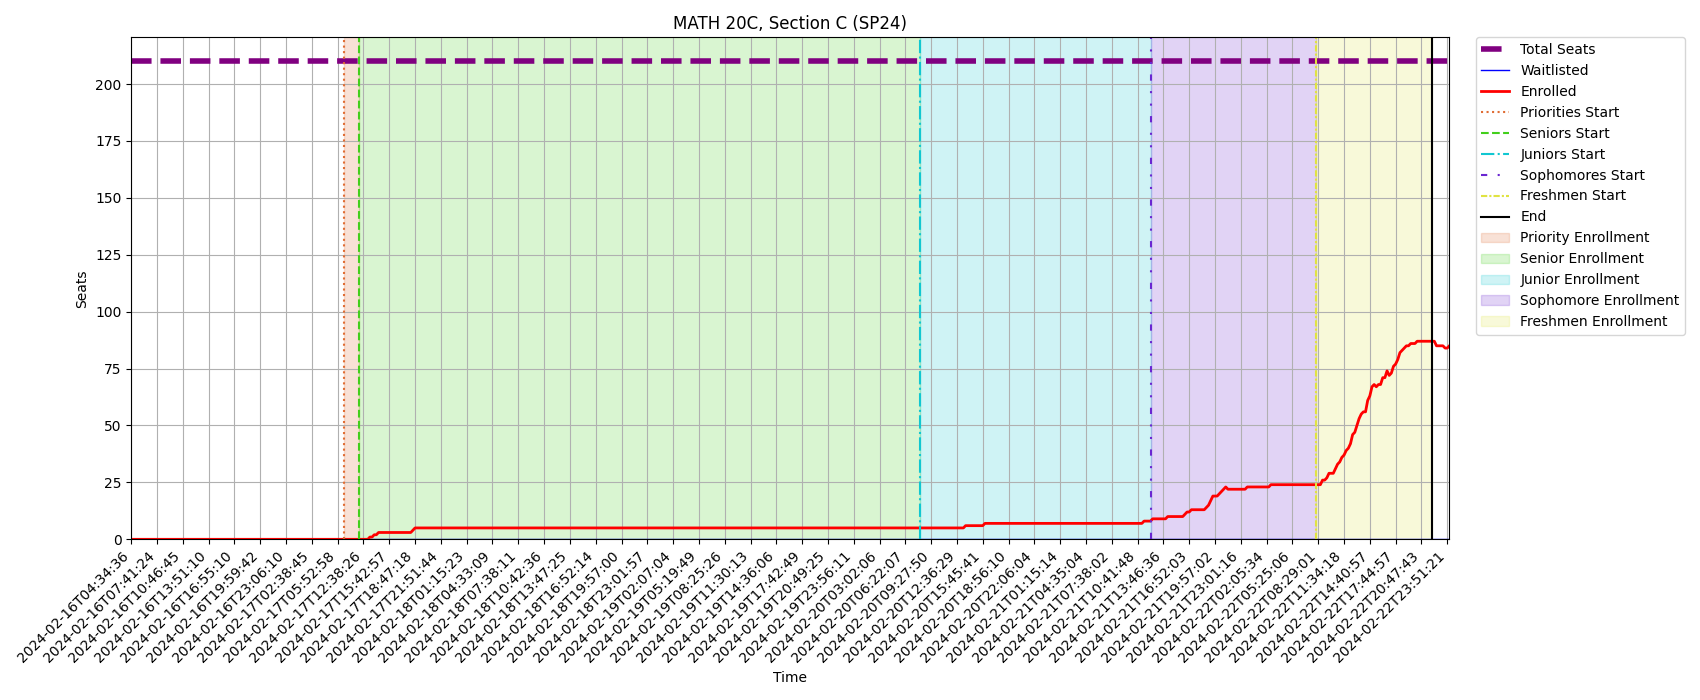 MATH 20C, Section C (SP24)
Seats
200
175
150
125
100
75
50
25
0
2024-02-16T04:34:36
2024-02-16T07:41:24
2024-02-16T10:46:45
2024-02-16T13:51:10
2024-02-16T16:55:10
2024-02-16T19:59:42
2024-02-16T23:06:10
2024-02-17T02:38:45
2024-02-17T05:52:58
2024-02-17T12:38:26
2024-02-17T15:42:57
2024-02-17T18:47:18
2024-02-17T21:51:44
2024-02-18T01:15:23
2024-02-18T04:33:09
2024-02-18T07:38:11
2024-02-18T10:42:36
2024-02-18T13:47:25
2024-02-18T16:52:14
2024-02-18T19:57:00
2024-02-18T23:01:57
2024-02-19T02:07:04
2024-02-19T05:19:49
2024-02-19T08:25:26
2024-02-19T11:30:13
2024-02-19T14:36:06
2024-02-19T17:42:49
2024-02-19T20:49:25
2024-02-19T23:56:11
2024-02-20T03:02:06
2024-02-20T06:22:07
2024-02-20T09:27:50
2024-02-20T12:36:29
2024-02-20T15:45:41
2024-02-20T18:56:10
2024-02-20T22:06:04
2024-02-21T01:15:14
2024-02-21T04:35:04
2024-02-21T07:38:02
2024-02-21T10:41:48
2024-02-21T13:46:36
2024-02-21T16:52:03
2024-02-21T19:57:02
2024-02-21T23:01:16
2024-02-22T02:05:34
2024-02-22T05:25:06
2024-02-22T08:29:01
2024-02-22T11:34:18
2024-02-22T14:40:57
2024-02-22T17:44:57
2024-02-22T20:47:43
2024-02-22T23:51:21
Time
Total Seats
Waitlisted
Enrolled
Priorities Start
Seniors Start
Juniors Start
Sophomores Start
Freshmen Start
End
Priority Enrollment
Senior Enrollment
Junior Enrollment
Sophomore Enrollment
Freshmen Enrollment